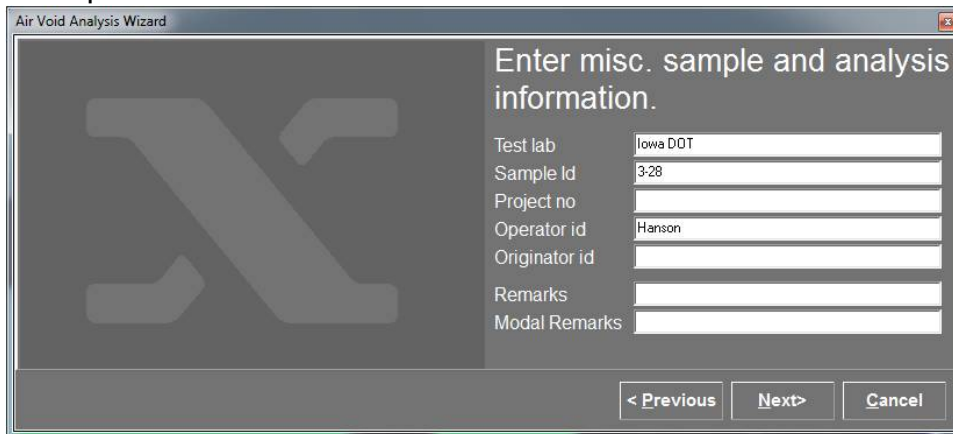 Air Void Analysis Wizard
Enter misc. sample and analysis
information.
Test lab Iowa DOT
Sample Id 3-28
Project no
Operator id Hanson
Originator id
Remarks
Modal Remarks
< Previous Next> Cancel